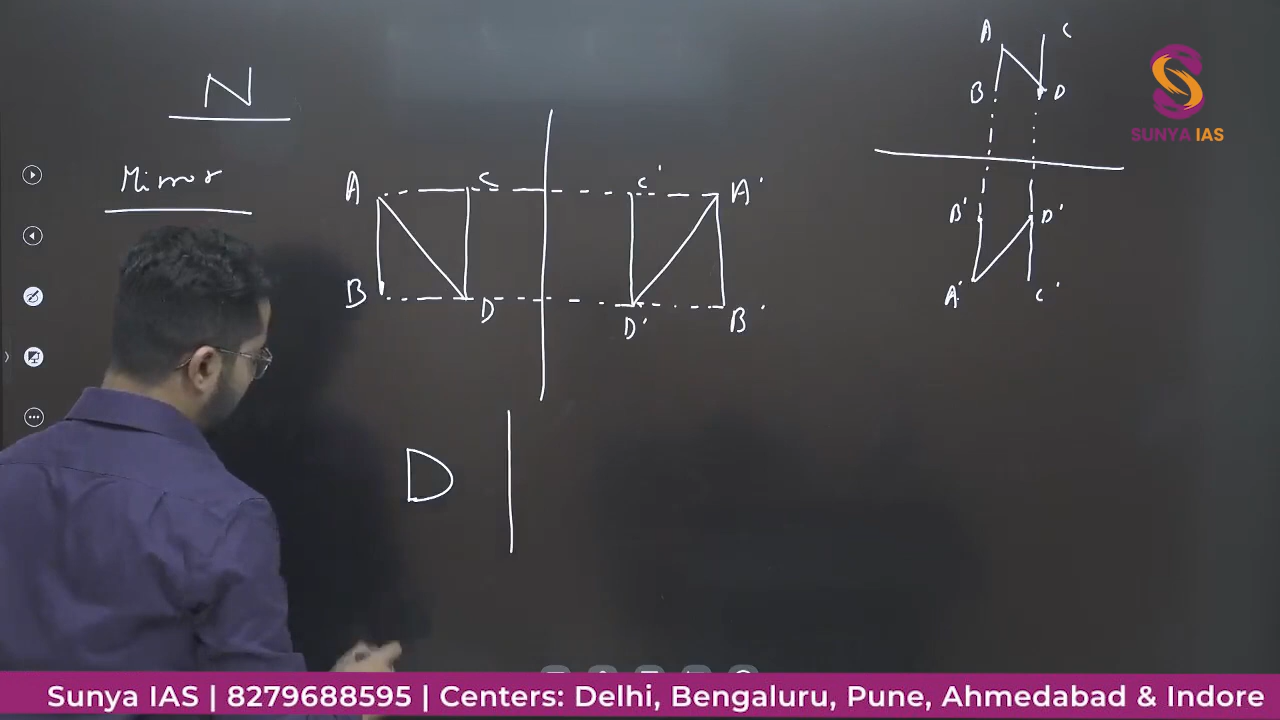 N
Mirror
A C C' A'
B D D' B'
D
A C
B D
B' D'
A' C'
SUNYA IAS
Sunya IAS | 8279688595 | Centers: Delhi, Bengaluru, Pune, Ahmedabad & Indore